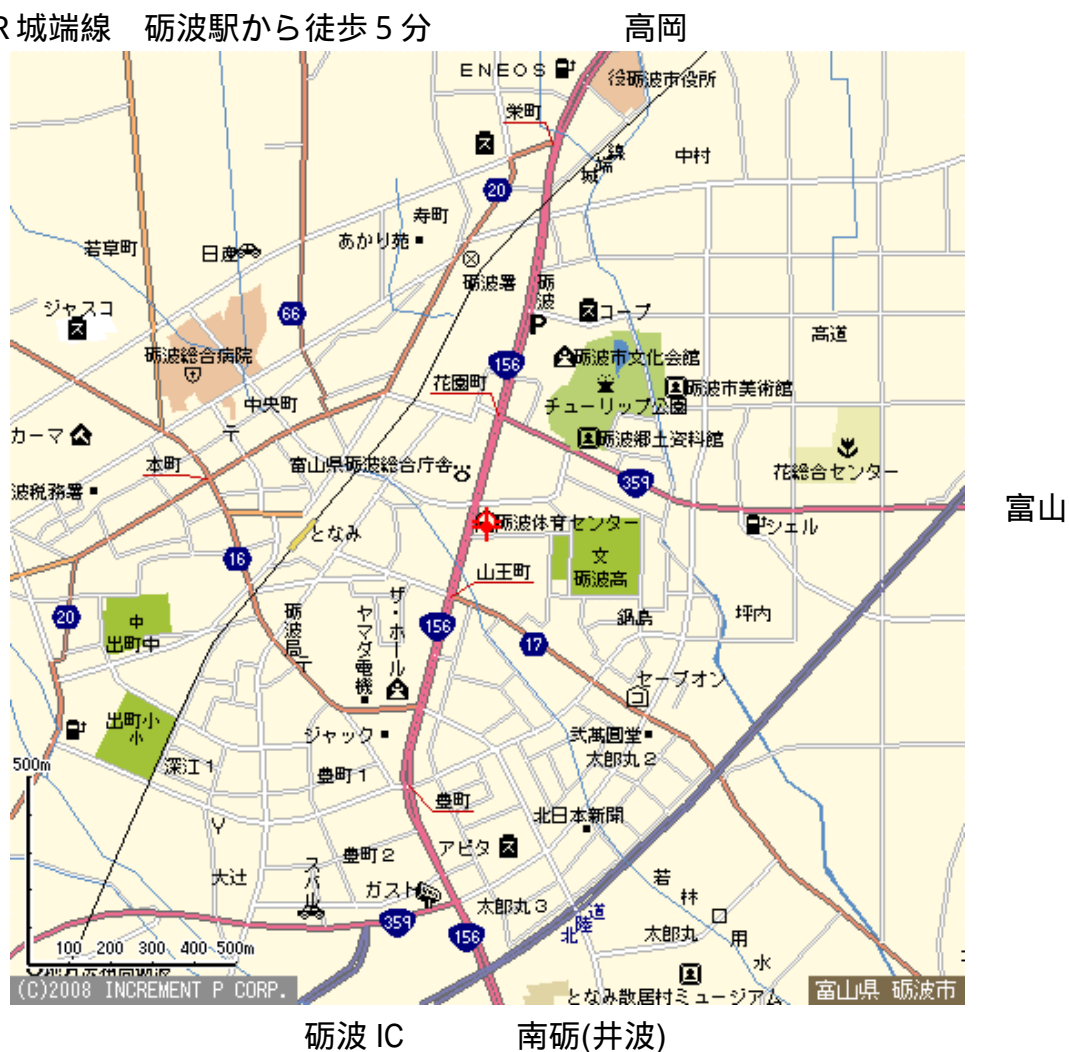 R 城端線　砺波駅から徒歩５分
高岡
ENEOS
役砺波市役所
栄町
城端線
中村
20
寿町
あかり苑
若草町
日産
砺波署
砺波
ジャスコ
66
コープ
P
高道
砺波総合病院
156
砺波市文化会館
花園町
砺波市美術館
中央町
チューリップ公園
カーマ
砺波郷土資料館
本町
富山県砺波総合庁舎
花総合センター
波税務署
359
富山
砺波体育センター
シェル
となみ
文
砺波高
16
山王町
ザ・ホール
ヤマダ電機
砺波局
20
中
出町中
156
鍋島
坪内
17
セーブオン
出町小
小
ジャック
弐萬圓堂
太郎丸２
500m
深江１
豊町１
豊町
北日本新聞
アピタ
豊町２
大辻
スバル
ガスト
若林口用水
太郎丸３
359
北陸道
太郎丸
156
100 200 300 400 500m
(C)2008 INCREMENT P CORP.
となみ散居村ミュージアム
富山県 砺波市
砺波 IC
南砺(井波)